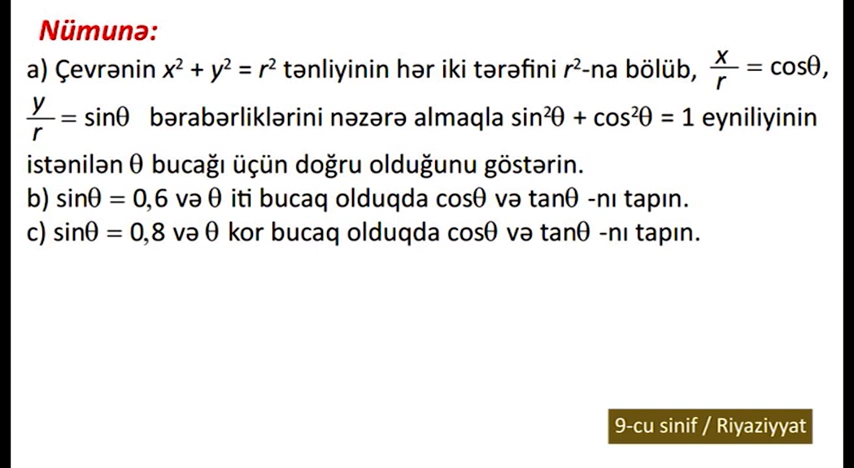 Nümunə:
a) Çevrənin x² + y² = r² tənliyinin hər iki tərəfini r²-na bölüb, x/r = cosθ,
y/r = sinθ bərabərliklərini nəzərə almaqla sin²θ + cos²θ = 1 eyniliyinin
istənilən θ bucağı üçün doğru olduğunu göstərin.
b) sinθ = 0,6 və θ iti bucaq olduqda cosθ və tanθ -nı tapın.
c) sinθ = 0,8 və θ kor bucaq olduqda cosθ və tanθ -nı tapın.
9-cu sinif / Riyaziyyat